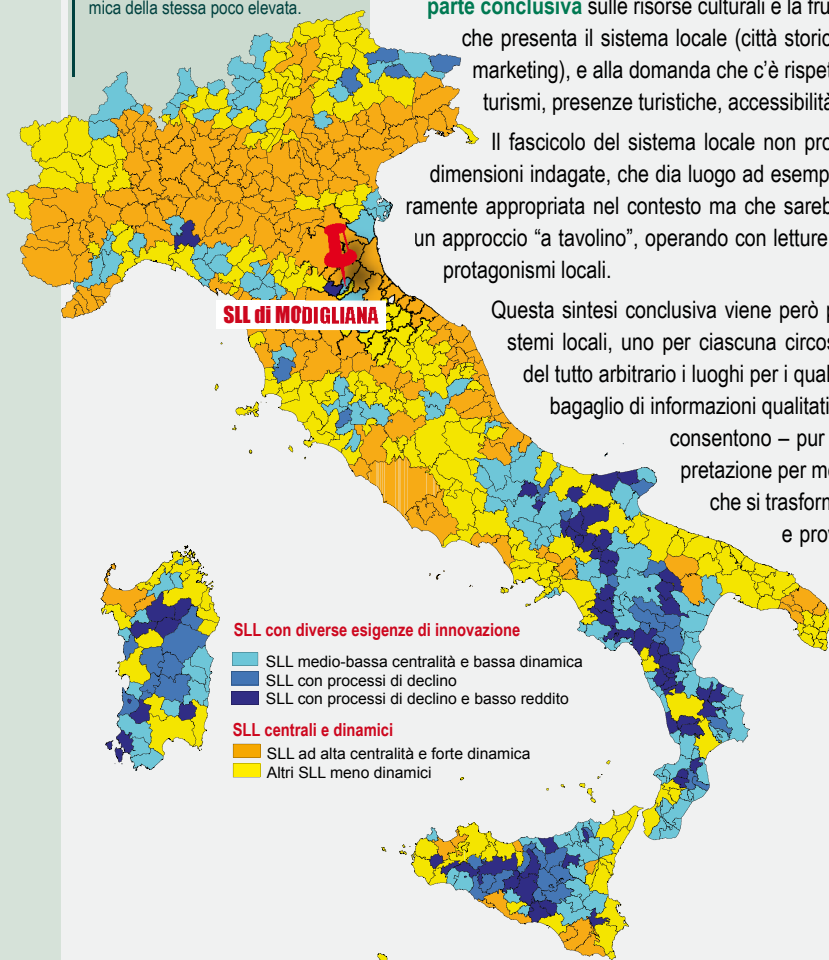 mica della stessa poco elevata.
parte conclusiva sulle risorse culturali e la fru
che presenta il sistema locale (città storic
marketing), e alla domanda che c'è rispet
turismi, presenze turistiche, accessibilità
Il fascicolo del sistema locale non pro
dimensioni indagate, che dia luogo ad esemp
ramente appropriata nel contesto ma che sareb
un approccio "a tavolino", operando con letture
protagonismi locali.
Questa sintesi conclusiva viene però p
stemi locali, uno per ciascuna circos
del tutto arbitrario i luoghi per i qual
bagaglio di informazioni qualitati
consentono – pur
pretazione per me
che si trasform
e prov
SLL di MODIGLIANA
SLL con diverse esigenze di innovazione
SLL medio-bassa centralità e bassa dinamica
SLL con processi di declino
SLL con processi di declino e basso reddito
SLL centrali e dinamici
SLL ad alta centralità e forte dinamica
Altri SLL meno dinamici